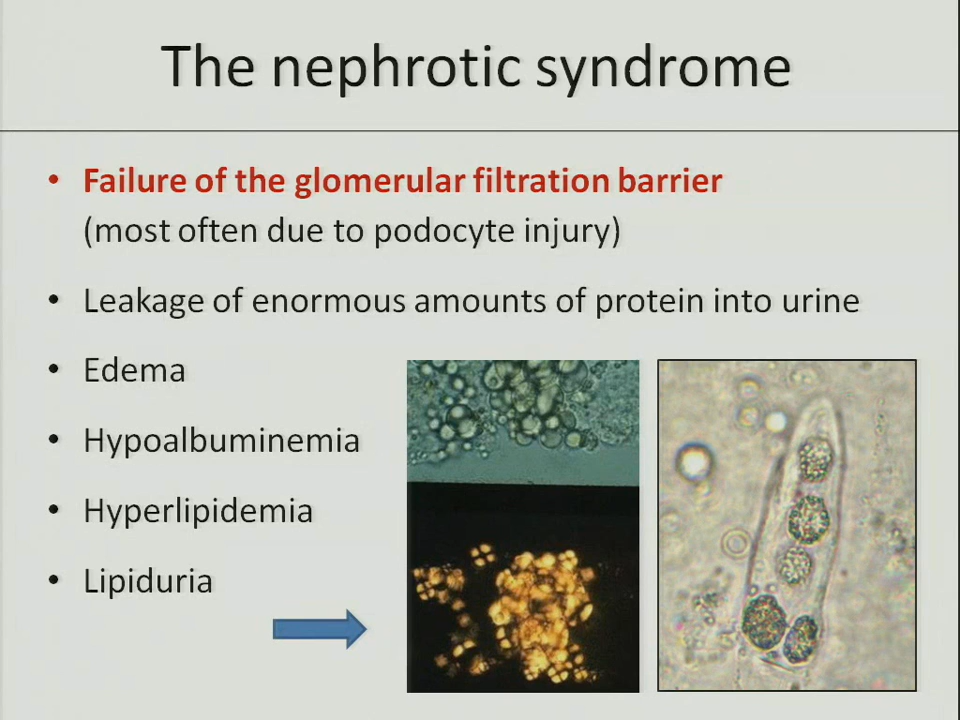 The nephrotic syndrome
• Failure of the glomerular filtration barrier
(most often due to podocyte injury)
• Leakage of enormous amounts of protein into urine
• Edema
• Hypoalbuminemia
• Hyperlipidemia
• Lipiduria